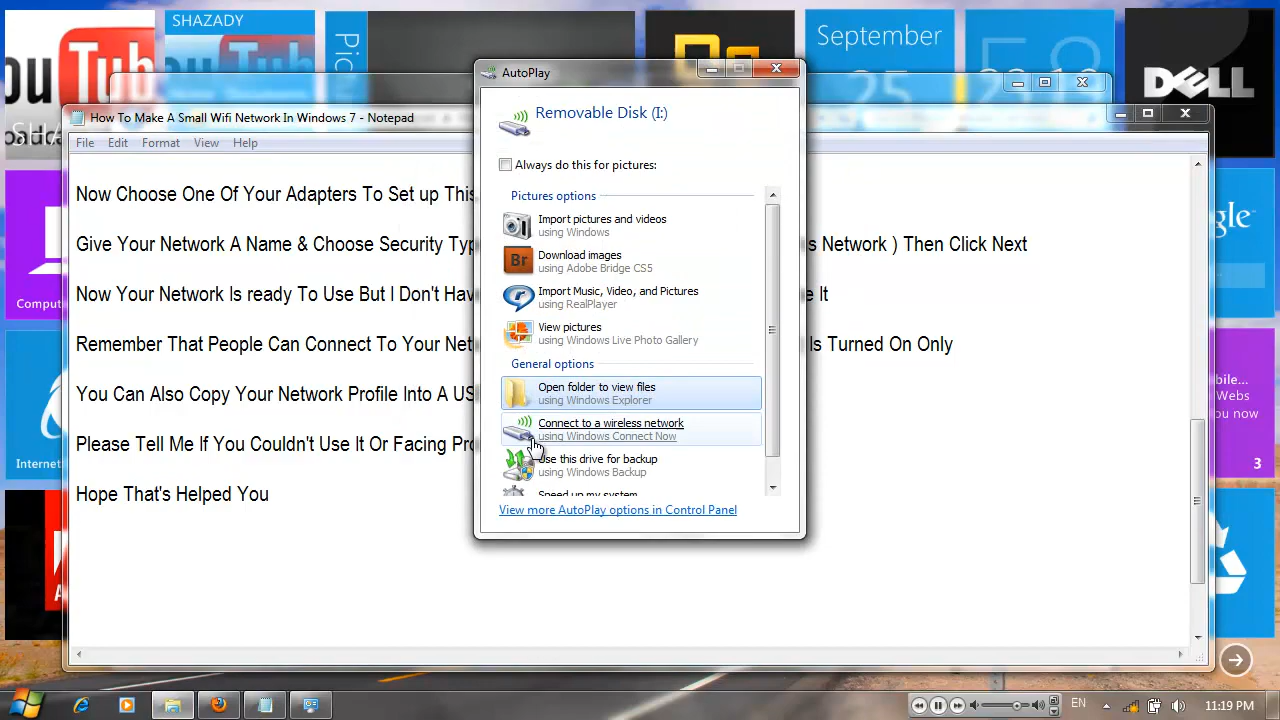 SHAZADY
YouTube
Pic
September
25
DELL
AutoPlay
Removable Disk (I:)
Always do this for pictures:
Pictures options
Import pictures and videos
using Windows
Download images
using Adobe Bridge CS5
Import Music, Video, and Pictures
using RealPlayer
View pictures
using Windows Live Photo Gallery
General options
Open folder to view files
using Windows Explorer
Connect to a wireless network
using Windows Connect Now
Use this drive for backup
using Windows Backup
Speed up my system
View more AutoPlay options in Control Panel
How To Make A Small Wifi Network In Windows 7 - Notepad
File Edit Format View Help
Now Choose One Of Your Adapters To Set up This
Give Your Network A Name & Choose Security Typ s Network ) Then Click Next
Now Your Network Is ready To Use But I Don't Hav e It
Remember That People Can Connect To Your Net Is Turned On Only
You Can Also Copy Your Network Profile Into A US
Please Tell Me If You Couldn't Use It Or Facing Pro
Hope That's Helped You
Comput
Internet
gle
bile...
Webs
u now
3
EN
11:19 PM